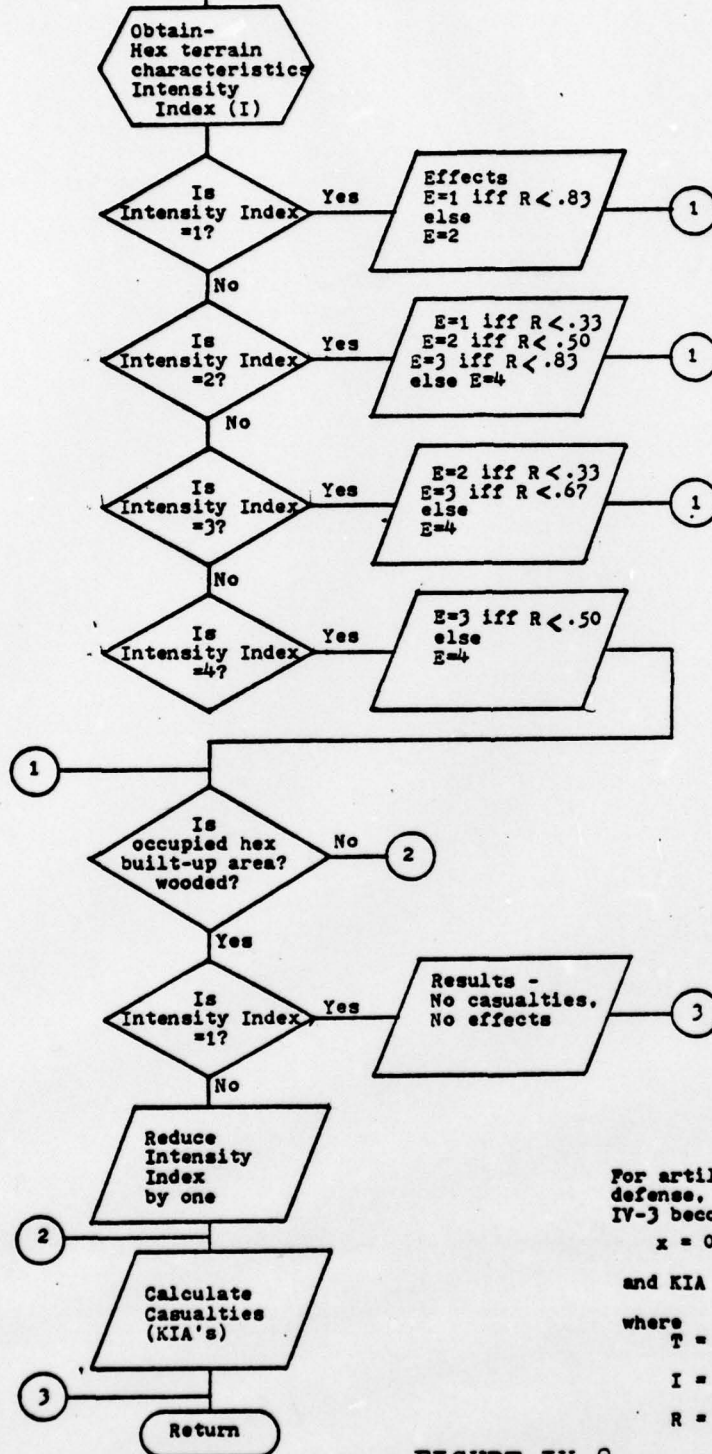 Obtain-
Hex terrain
characteristics
Intensity
Index (I)
Is
Intensity Index
=1?
Yes
Effects
E=1 iff R<.83
else
E=2
1
No
Is
Intensity Index
=2?
Yes
E=1 iff R<.33
E=2 iff R<.50
E=3 iff R<.83
else E=4
1
No
Is
Intensity Index
=3?
Yes
E=2 iff R<.33
E=3 iff R<.67
else
E=4
1
No
Is
Intensity Index
=4?
Yes
E=3 iff R<.50
else
E=4
1
Is
occupied hex
built-up area?
wooded?
No
2
Yes
Is
Intensity Index
=1?
Yes
Results -
No casualties,
No effects
3
No
Reduce
Intensity
Index
by one
2
Calculate
Casualties
(KIA's)
3
Return
For
defense,
IV-3
x =
and KIA
where
T =
I =
R =